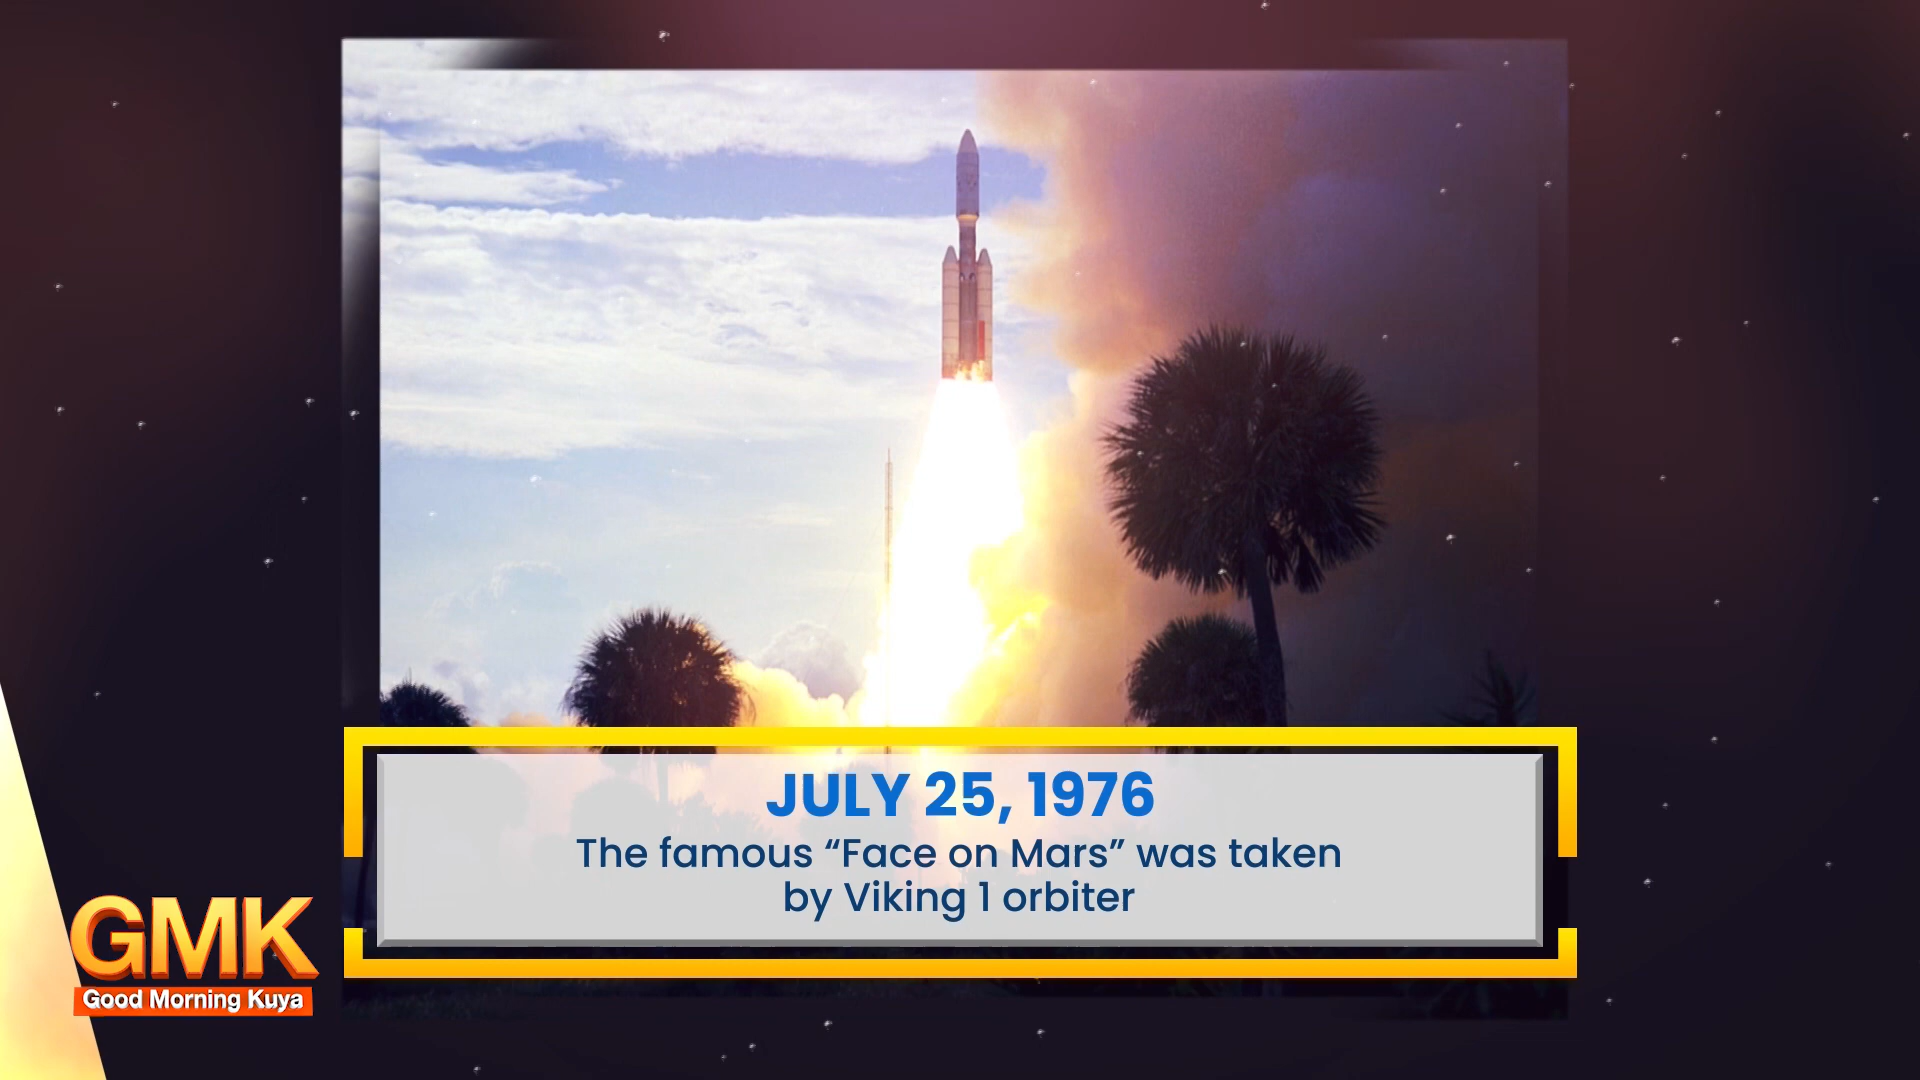 JULY 25, 1976
The famous “Face on Mars” was taken
by Viking 1 orbiter
GMK
Good Morning Kuya